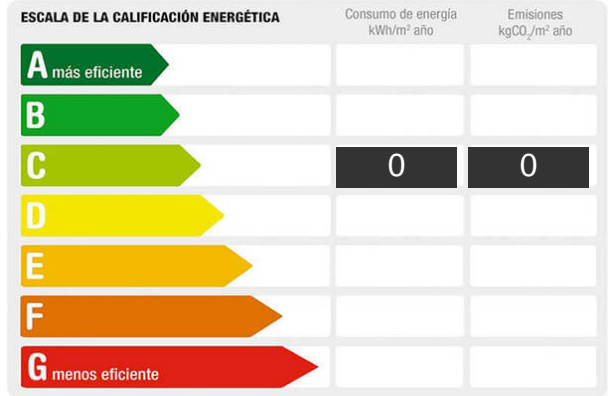 ESCALA DE LA CALIFICACIÓN ENERGÉTICA
Consumo de energía
kWh/m² año
Emisiones
kgCO₂/m² año
A más eficiente
B
C 0 0
D
E
F
G menos eficiente